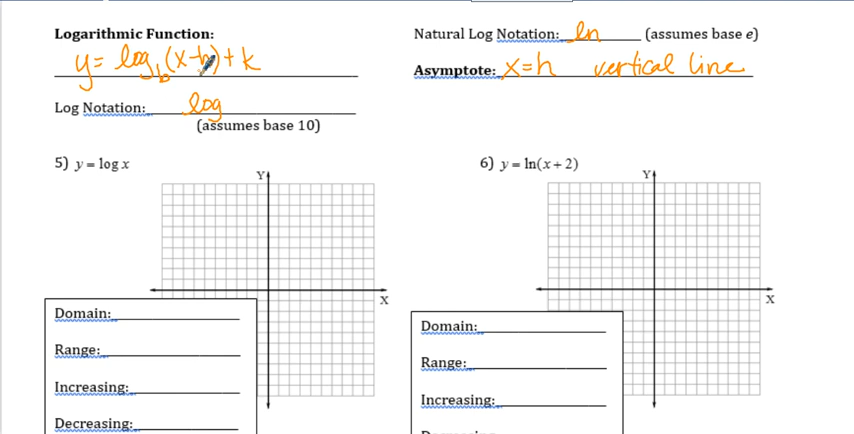 Logarithmic Function:
y = log_b(x-h)+k
Log Notation: log
(assumes base 10)
Natural Log Notation: ln (assumes base e)
Asymptote: x=h vertical line
5) y = log x
Y
X
Domain:
Range:
Increasing:
Decreasing:
6) y = ln(x + 2)
Y
X
Domain:
Range:
Increasing: